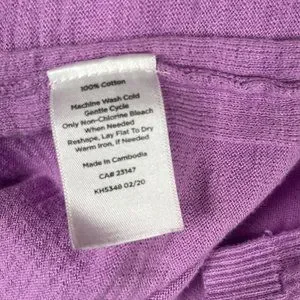 100% Cotton
Machine Wash Cold
Gentle Cycle
Only Non-Chlorine Bleach
When Needed
Reshape, Lay Flat To Dry
Warm Iron, If Needed
Made in Cambodia
CA# 23147
KH5348 02/20